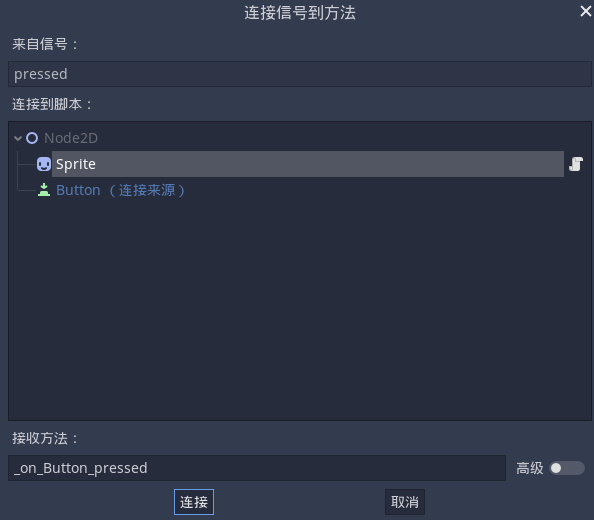 连接信号到方法
来自信号：
pressed
连接到脚本：
Node2D
Sprite
Button （连接来源）
接收方法：
_on_Button_pressed 高级
连接 取消